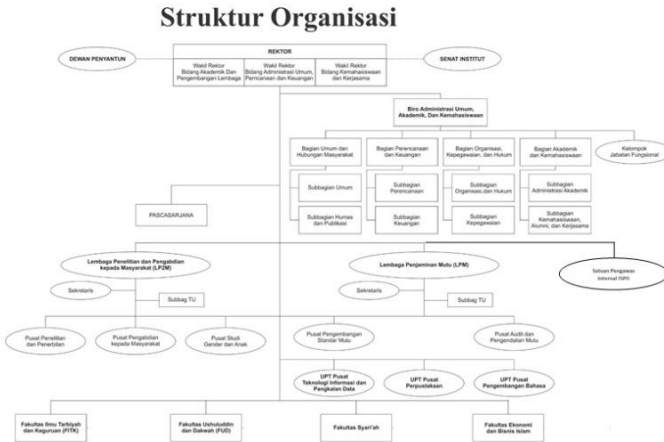 Struktur Organisasi
DEWAN PENYANTUN
REKTOR
Wakil Rektor
Bidang Akademik Dan
Pengembangan Lembaga
Wakil Rektor
Bidang Administrasi Umum,
Perncanaan dan Keuangan
Wakil Rektor
Bidang Kemahasiswaan
dan Kerjasama
SENAT INSTITUT
Biro Administrasi Umum,
Akademik, Dan Kemahasiswaan
Bagian Umum dan
Hubungan Masyarakat
Bagian Perencanaan
dan Keuangan
Bagian Organisasi,
Kepegawaian, dan Hukum
Bagian Akademik
dan Kemahasiswaan
Kelompok
Jabatan Fungsional
Subbagian Umum
Subbagian
Perencanaan
Subbagian
Organisasi dan Hukum
Subbagian
Administrasi Akademik
Subbagian Humas
dan Publikasi
Subbagian
Keuangan
Subbagian
Kepegawaian
Subbagian
Kemahasiswaan,
Alumni, dan Kerjasama
PASCASARJANA
Lembaga Penelitian dan Pengabdian
kepada Masyarakat (LP2M)
Lembaga Penjaminan Mutu (LPM)
Satuan Pengawas
Internal (SPI)
Sekretaris
Subbag TU
Sekretaris
Subbag TU
Pusat Penelitian
dan Penerbitan
Pusat Pengabdian
kepada Masyarakat
Pusat Studi
Gender dan Anak
Pusat Pengembangan
Standar Mutu
Pusat Audit dan
Pengendalian Mutu
UPT Pusat
Teknologi Informasi dan
Pangkalan Data
UPT Pusat
Perpustakaan
UPT Pusat
Pengembangan Bahasa
Fakultas Ilmu Tarbiyah
dan Keguruan (FITK)
Fakultas Ushuluddin
dan Dakwah (FUD)
Fakultas Syari'ah
Fakultas Ekonomi
dan Bisnis Islam